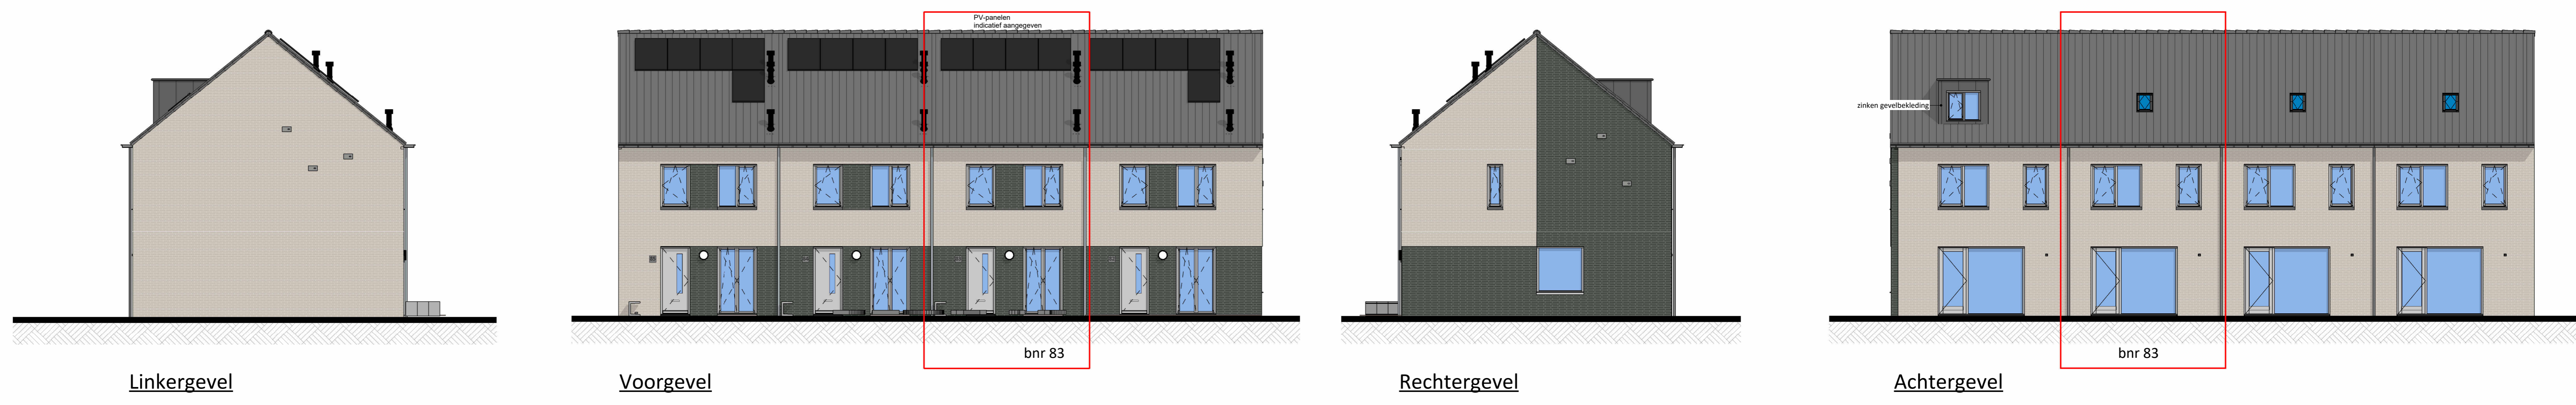 PV-panelen
indicatief aangegeven
zinken gevelbekleding
bnr 83
bnr 83
Linkergevel
Voorgevel
Rechtergevel
Achtergevel